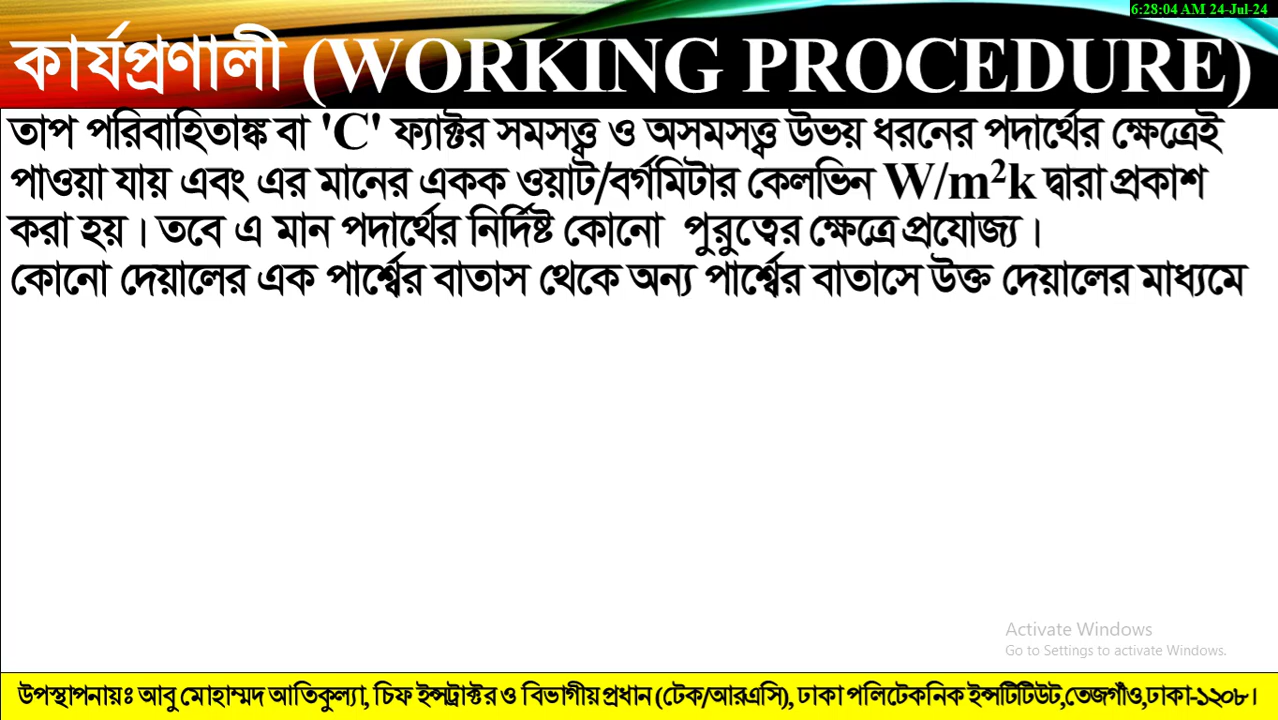 6:28:04 AM 24-Jul-24
কার্যপ্রণালী (WORKING PROCEDURE)
তাপ পরিবাহিতাঙ্ক বা 'C' ফ্যাক্টর সমসত্ত্ব ও অসমসত্ত্ব উভয় ধরনের পদার্থের ক্ষেত্রেই
পাওয়া যায় এবং এর মানের একক ওয়াট/বর্গমিটার কেলভিন W/m²k দ্বারা প্রকাশ
করা হয়। তবে এ মান পদার্থের নির্দিষ্ট কোনো পুরুত্বের ক্ষেত্রে প্রযোজ্য।
কোনো দেয়ালের এক পার্শ্বের বাতাস থেকে অন্য পার্শ্বের বাতাসে উক্ত দেয়ালের মাধ্যমে
Activate Windows
Go to Settings to activate Windows.
উপস্থাপনায়ঃ আবু মোহাম্মদ আতিকুল্যা, চিফ ইন্সট্রাক্টর ও বিভাগীয় প্রধান (টেক/আরএসি), ঢাকা পলিটেকনিক ইন্সটিটিউট,তেজগাঁও,ঢাকা-১২০৮।